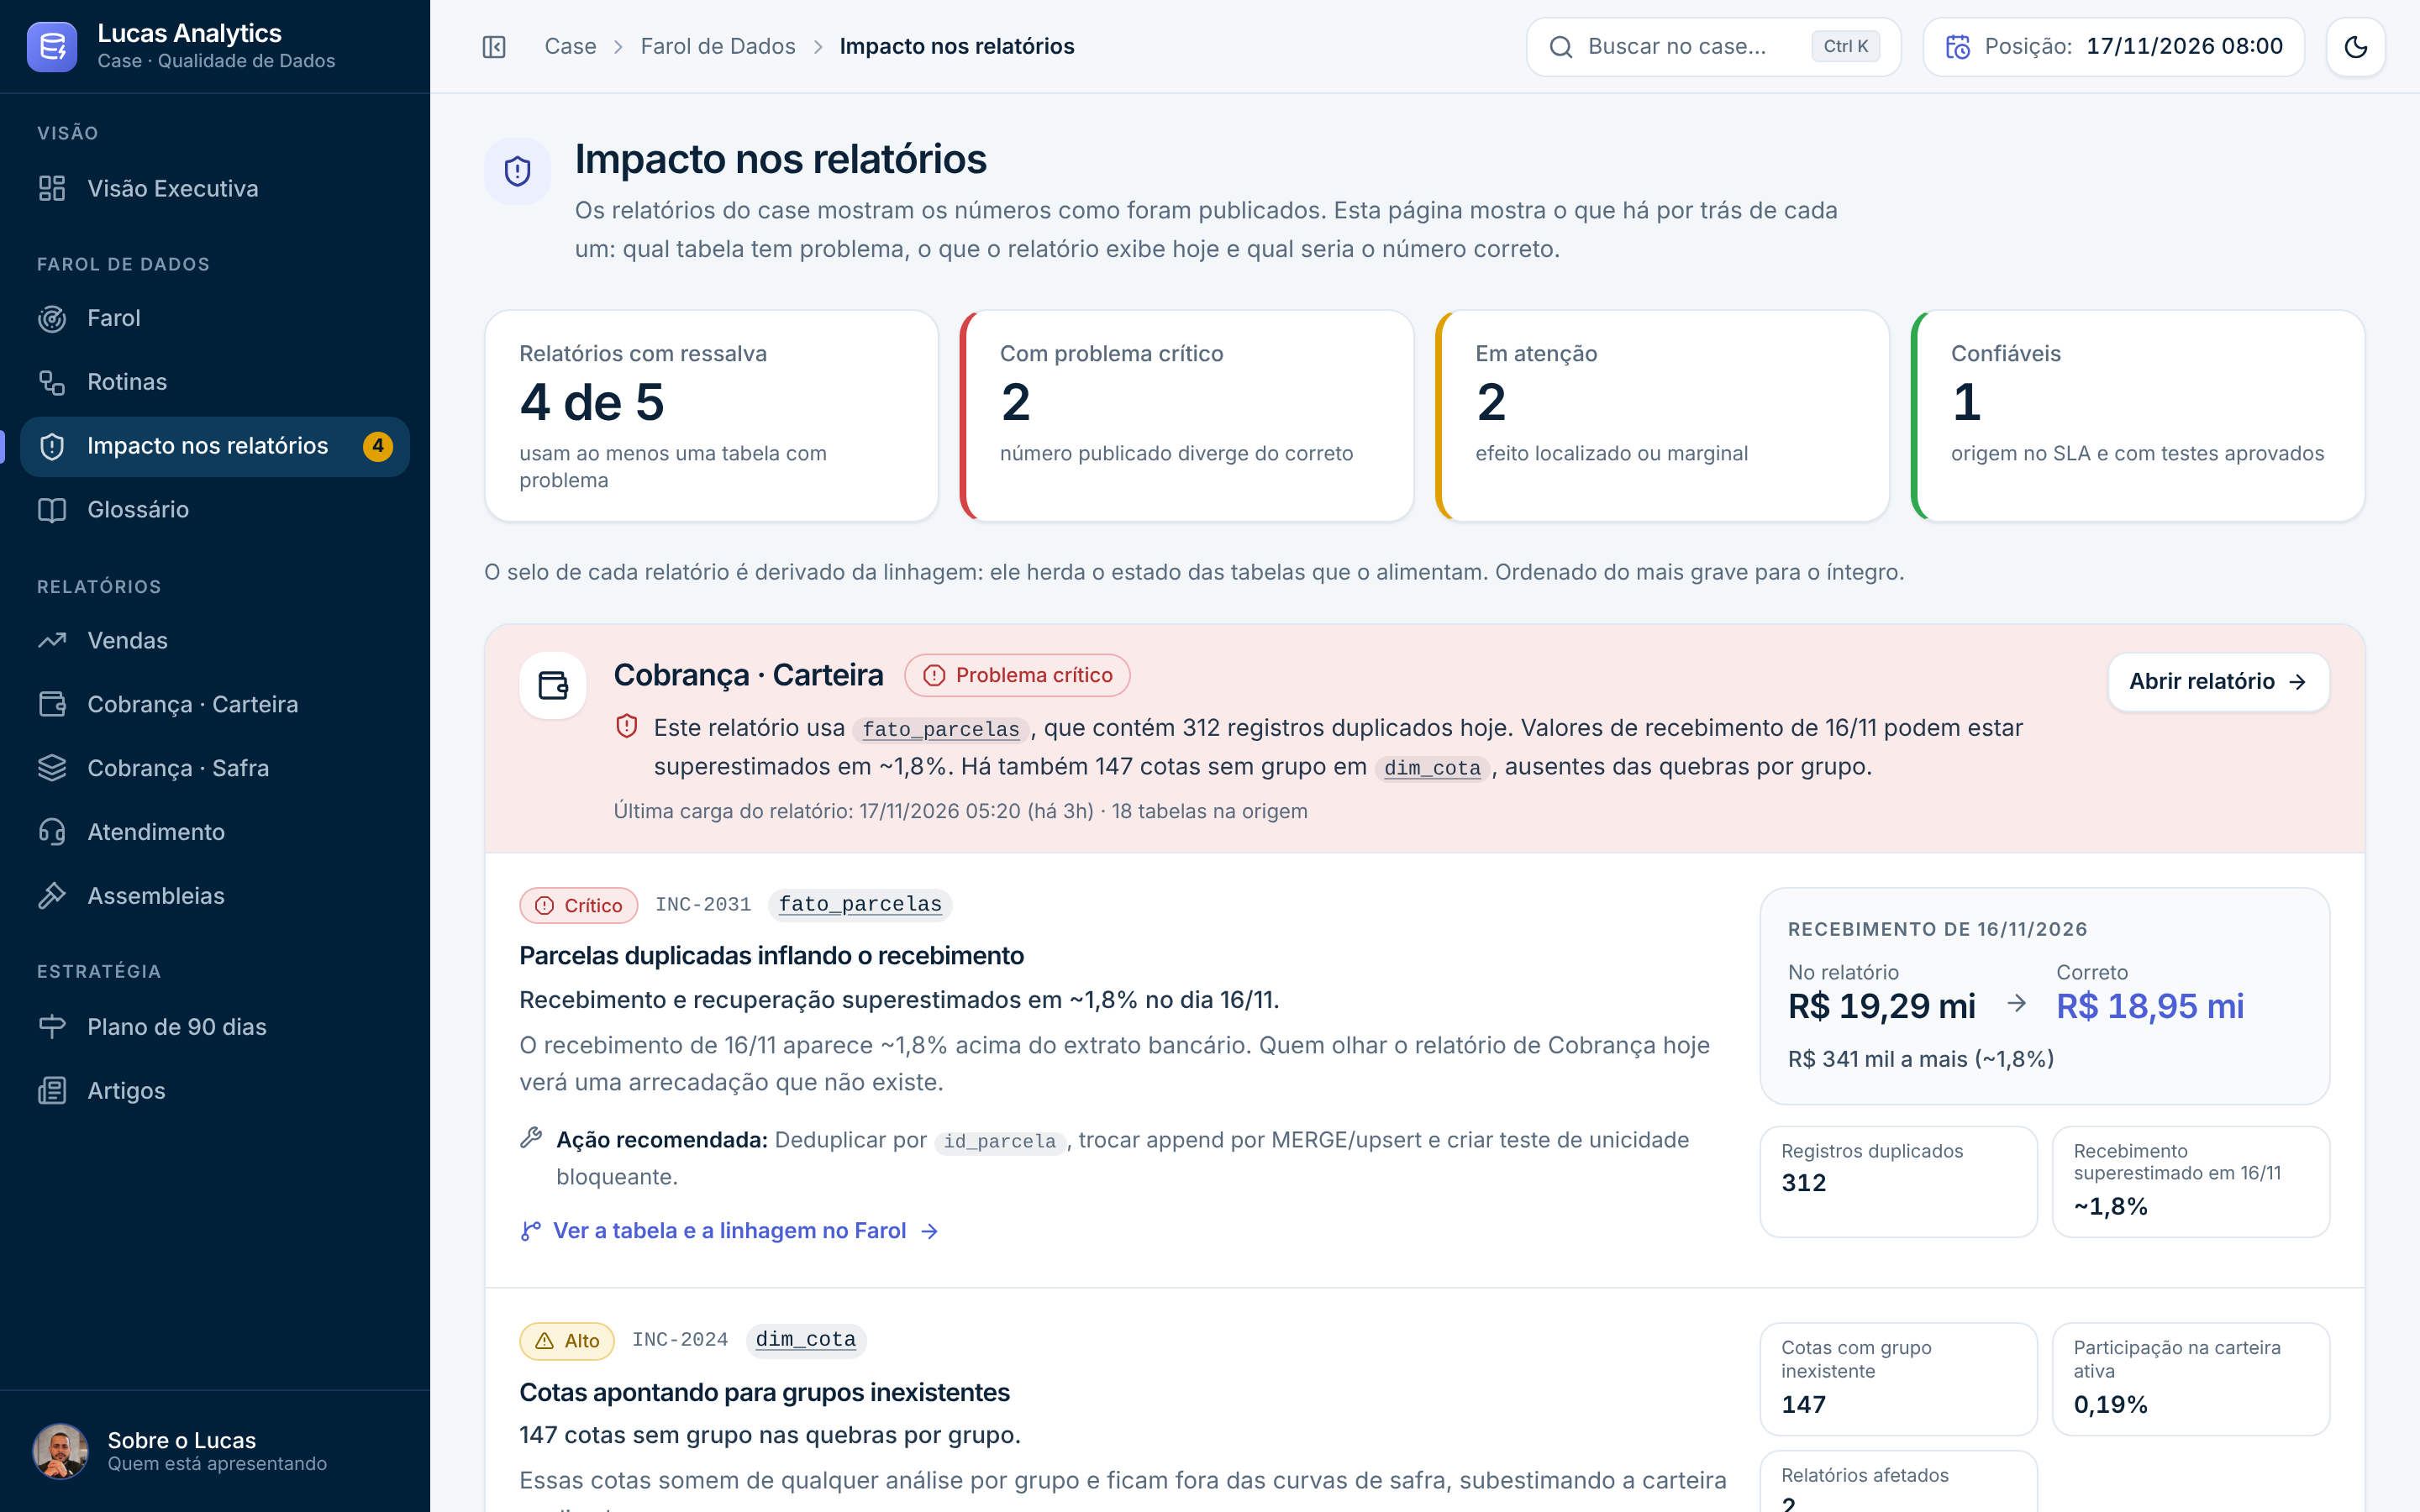 Lucas Analytics
Case · Qualidade de Dados
VISÃO
Visão Executiva
FAROL DE DADOS
Farol
Rotinas
Impacto nos relatórios
4
Glossário
RELATÓRIOS
Vendas
Cobrança · Carteira
Cobrança · Safra
Atendimento
Assembleias
ESTRATÉGIA
Plano de 90 dias
Artigos
Sobre o Lucas
Quem está apresentando
Case > Farol de Dados > Impacto nos relatórios
Buscar no case...
Ctrl K
Posição: 17/11/2026 08:00
Impacto nos relatórios
Os relatórios do case mostram os números como foram publicados. Esta página mostra o que há por trás de cada
um: qual tabela tem problema, o que o relatório exibe hoje e qual seria o número correto.
Relatórios com ressalva
4 de 5
usam ao menos uma tabela com
problema
Com problema crítico
2
número publicado diverge do correto
Em atenção
2
efeito localizado ou marginal
Confiáveis
1
origem no SLA e com testes aprovados
O selo de cada relatório é derivado da linhagem: ele herda o estado das tabelas que o alimentam. Ordenado do mais grave para o íntegro.
Cobrança · Carteira
Problema crítico
Abrir relatório →
Este relatório usa fato_parcelas, que contém 312 registros duplicados hoje. Valores de recebimento de 16/11 podem estar
superestimados em ~1,8%. Há também 147 cotas sem grupo em dim_cota, ausentes das quebras por grupo.
Última carga do relatório: 17/11/2026 05:20 (há 3h) · 18 tabelas na origem
Crítico
INC-2031
fato_parcelas
Parcelas duplicadas inflando o recebimento
Recebimento e recuperação superestimados em ~1,8% no dia 16/11.
O recebimento de 16/11 aparece ~1,8% acima do extrato bancário. Quem olhar o relatório de Cobrança hoje
verá uma arrecadação que não existe.
Ação recomendada: Deduplicar por id_parcela, trocar append por MERGE/upsert e criar teste de unicidade
bloqueante.
Ver a tabela e a linhagem no Farol →
RECEBIMENTO DE 16/11/2026
No relatório
R$ 19,29 mi
→
Correto
R$ 18,95 mi
R$ 341 mil a mais (~1,8%)
Registros duplicados
312
Recebimento
superestimado em 16/11
~1,8%
Alto
INC-2024
dim_cota
Cotas apontando para grupos inexistentes
147 cotas sem grupo nas quebras por grupo.
Essas cotas somem de qualquer análise por grupo e ficam fora das curvas de safra, subestimando a carteira
Cotas com grupo
inexistente
147
Participação na carteira
ativa
0,19%
Relatórios afetados
2